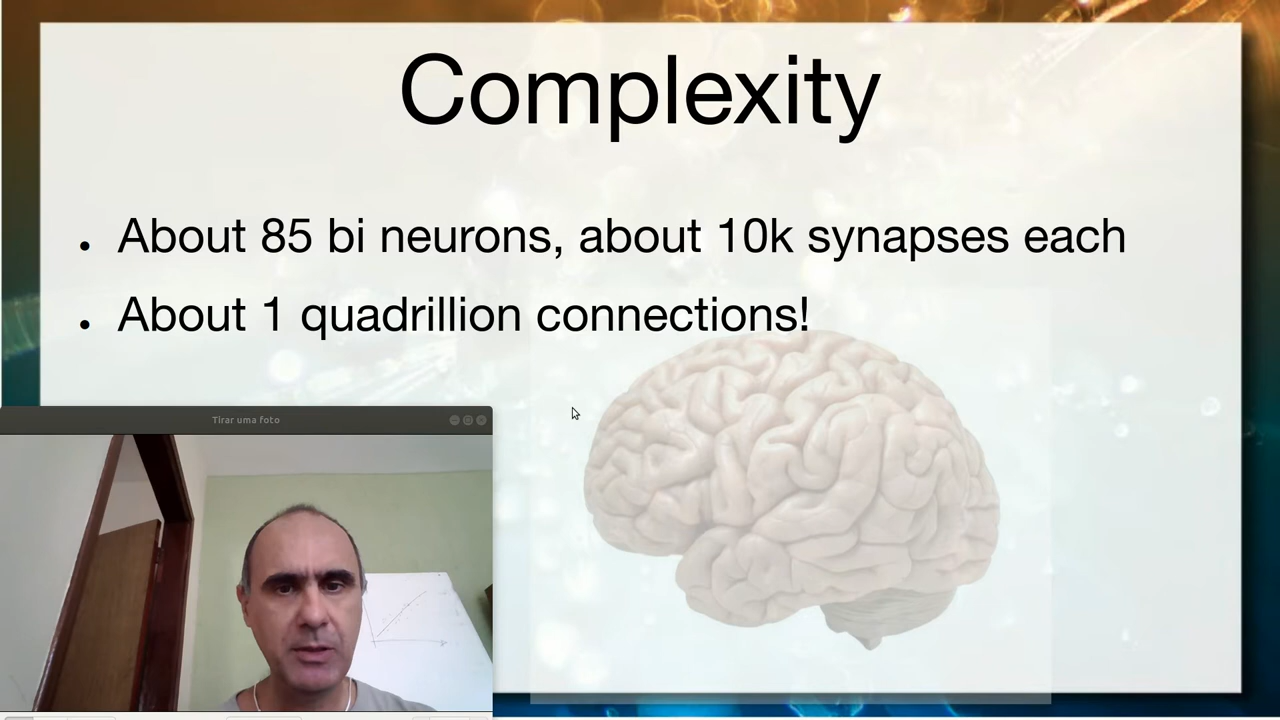 Complexity
About 85 bi neurons, about 10k synapses each
About 1 quadrillion connections!
Tirar uma foto